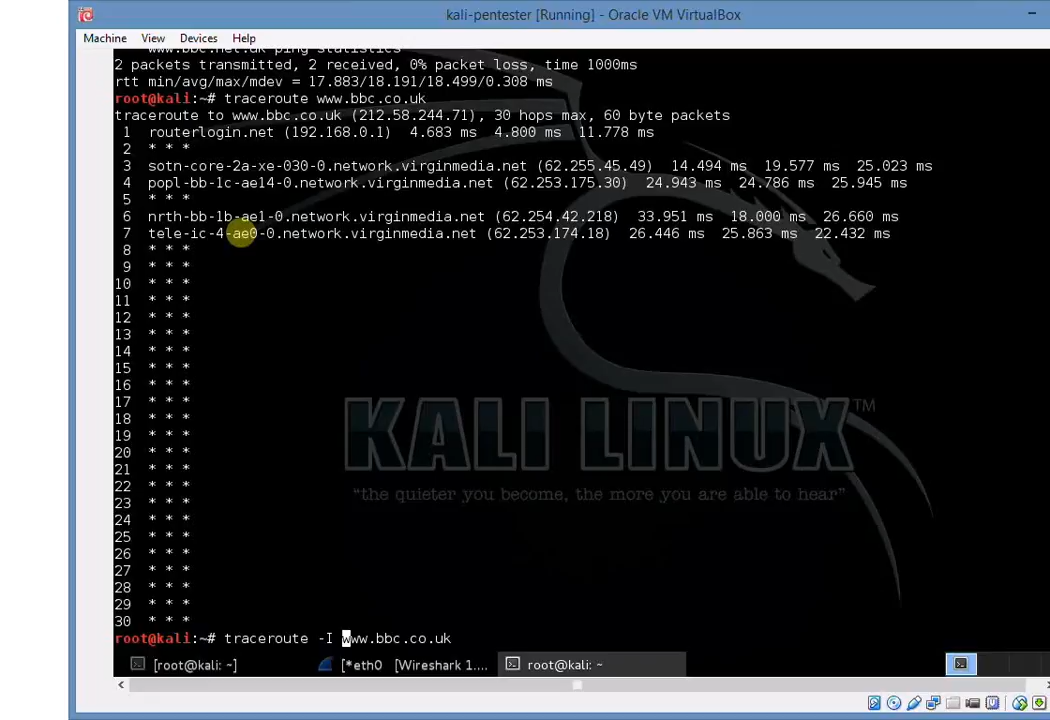 kali-pentester [Running] - Oracle VM VirtualBox
Machine View Devices Help
www.bbc.net.uk ping statistics
2 packets transmitted, 2 received, 0% packet loss, time 1000ms
rtt min/avg/max/mdev = 17.883/18.191/18.499/0.308 ms
root@kali:~# traceroute www.bbc.co.uk
traceroute to www.bbc.co.uk (212.58.244.71), 30 hops max, 60 byte packets
1 routerlogin.net (192.168.0.1) 4.683 ms 4.800 ms 11.778 ms
2 * * *
3 sotn-core-2a-xe-030-0.network.virginmedia.net (62.255.45.49) 14.494 ms 19.577 ms 25.023 ms
4 popl-bb-1c-ae14-0.network.virginmedia.net (62.253.175.30) 24.943 ms 24.786 ms 25.945 ms
5 * * *
6 nrth-bb-1b-ae1-0.network.virginmedia.net (62.254.42.218) 33.951 ms 18.000 ms 26.660 ms
7 tele-ic-4-ae0-0.network.virginmedia.net (62.253.174.18) 26.446 ms 25.863 ms 22.432 ms
8 * * *
9 * * *
10 * * *
11 * * *
12 * * *
13 * * *
14 * * *
15 * * *
16 * * *
17 * * *
18 * * *
19 * * *
20 * * *
21 * * *
22 * * *
23 * * *
24 * * *
25 * * *
26 * * *
27 * * *
28 * * *
29 * * *
30 * * *
KALI LINUX™
"the quieter you become, the more you are able to hear"
root@kali:~# traceroute -I www.bbc.co.uk
[root@kali: ~] [*eth0 [Wireshark 1.... root@kali: ~